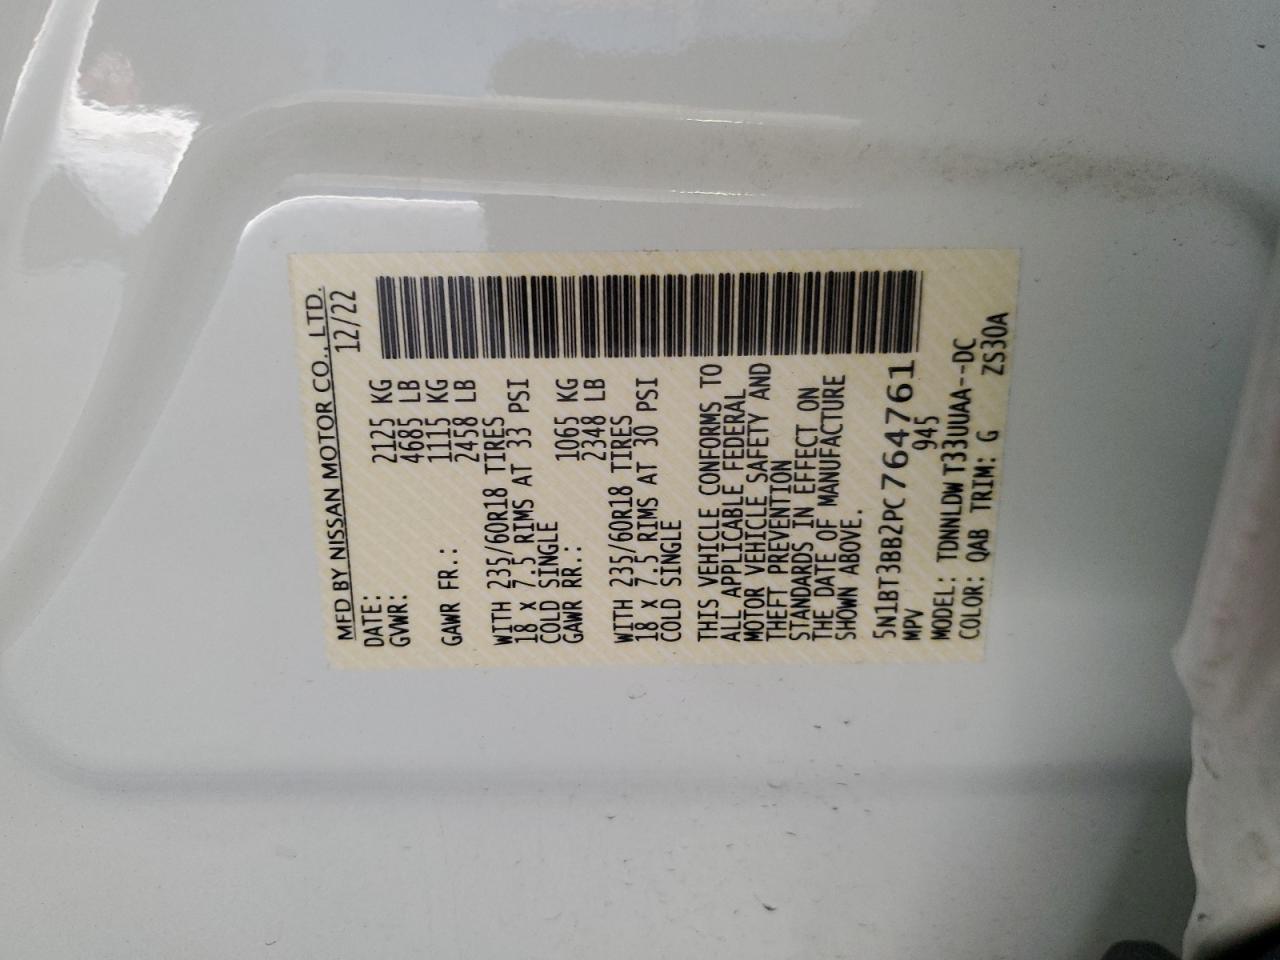 MFD BY NISSAN MOTOR CO., LTD.
DATE: 12/22
GVWR: 2125 KG
4685 LB
GAWR FR.: 1115 KG
2458 LB
WITH 235/60R18 TIRES
18 x 7.5 RIMS AT 33 PSI
COLD SINGLE
GAWR RR.: 1065 KG
2348 LB
WITH 235/60R18 TIRES
18 x 7.5 RIMS AT 30 PSI
COLD SINGLE
THIS VEHICLE CONFORMS TO
ALL APPLICABLE FEDERAL
MOTOR VEHICLE SAFETY AND
THEFT PREVENTION
STANDARDS IN EFFECT ON
THE DATE OF MANUFACTURE
SHOWN ABOVE.
5N1BT3BB2PC764761
MPV 945
MODEL: TDNNLDW T33UUAA--DC
COLOR: QAB TRIM: G ZS30A